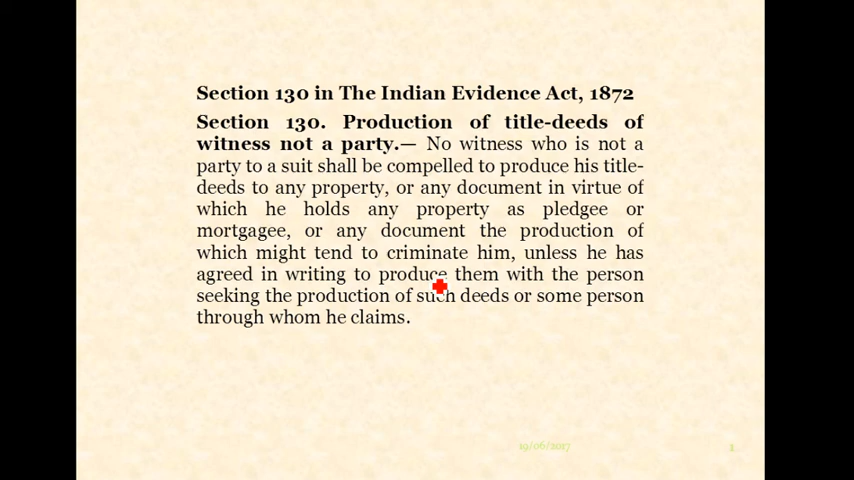 Section 130 in The Indian Evidence Act, 1872
Section 130. Production of title-deeds of
witness not a party.— No witness who is not a
party to a suit shall be compelled to produce his title-
deeds to any property, or any document in virtue of
which he holds any property as pledgee or
mortgagee, or any document the production of
which might tend to criminate him, unless he has
agreed in writing to produce them with the person
seeking the production of such deeds or some person
through whom he claims.
19/06/2017
1